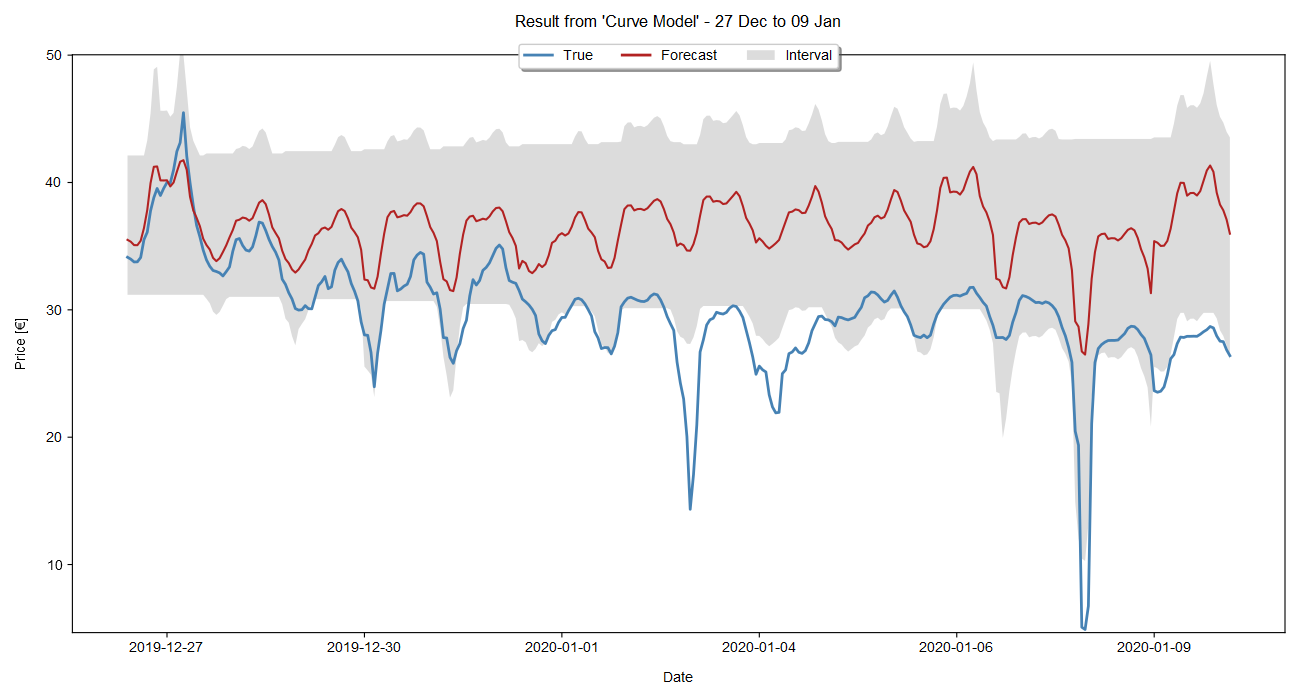 Result from 'Curve Model' - 27 Dec to 09 Jan
True Forecast Interval
50
40
30
20
10
Price [€]
2019-12-27 2019-12-30 2020-01-01 2020-01-04 2020-01-06 2020-01-09
Date